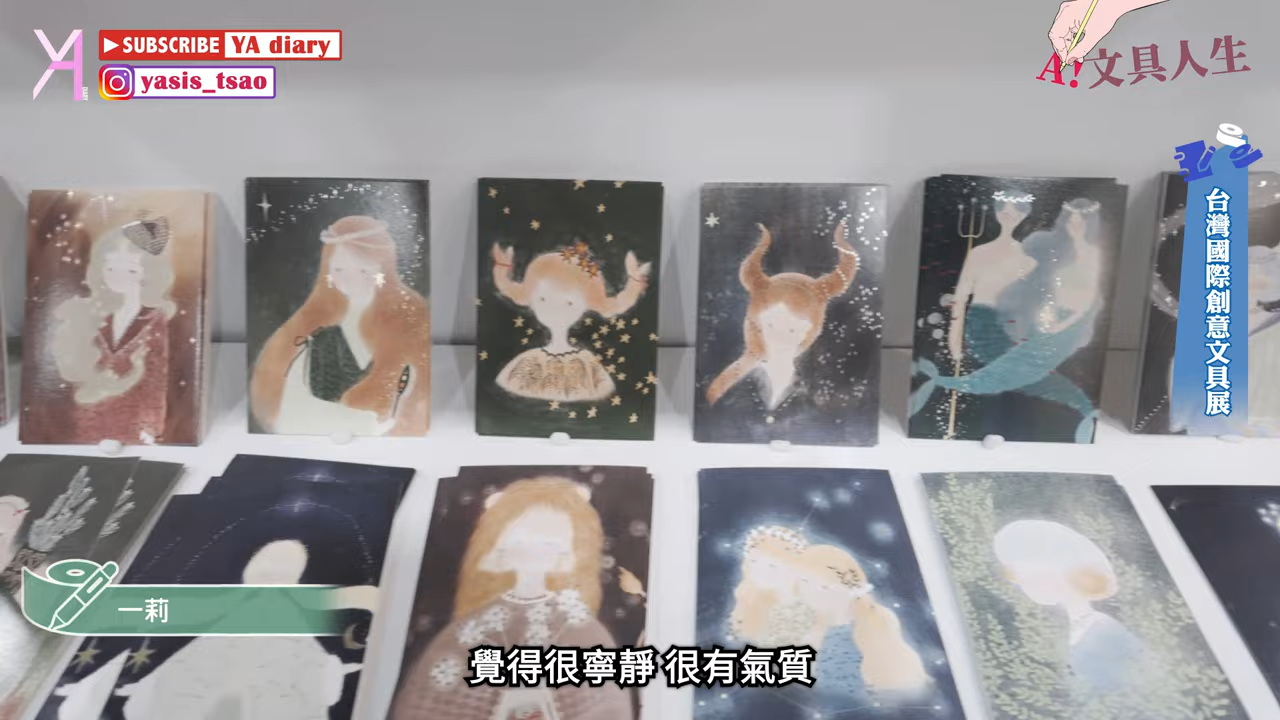 YA
DIARY
SUBSCRIBE YA diary
yasis_tsao
A!文具人生
台灣國際創意文具展
一莉
覺得很寧靜 很有氣質